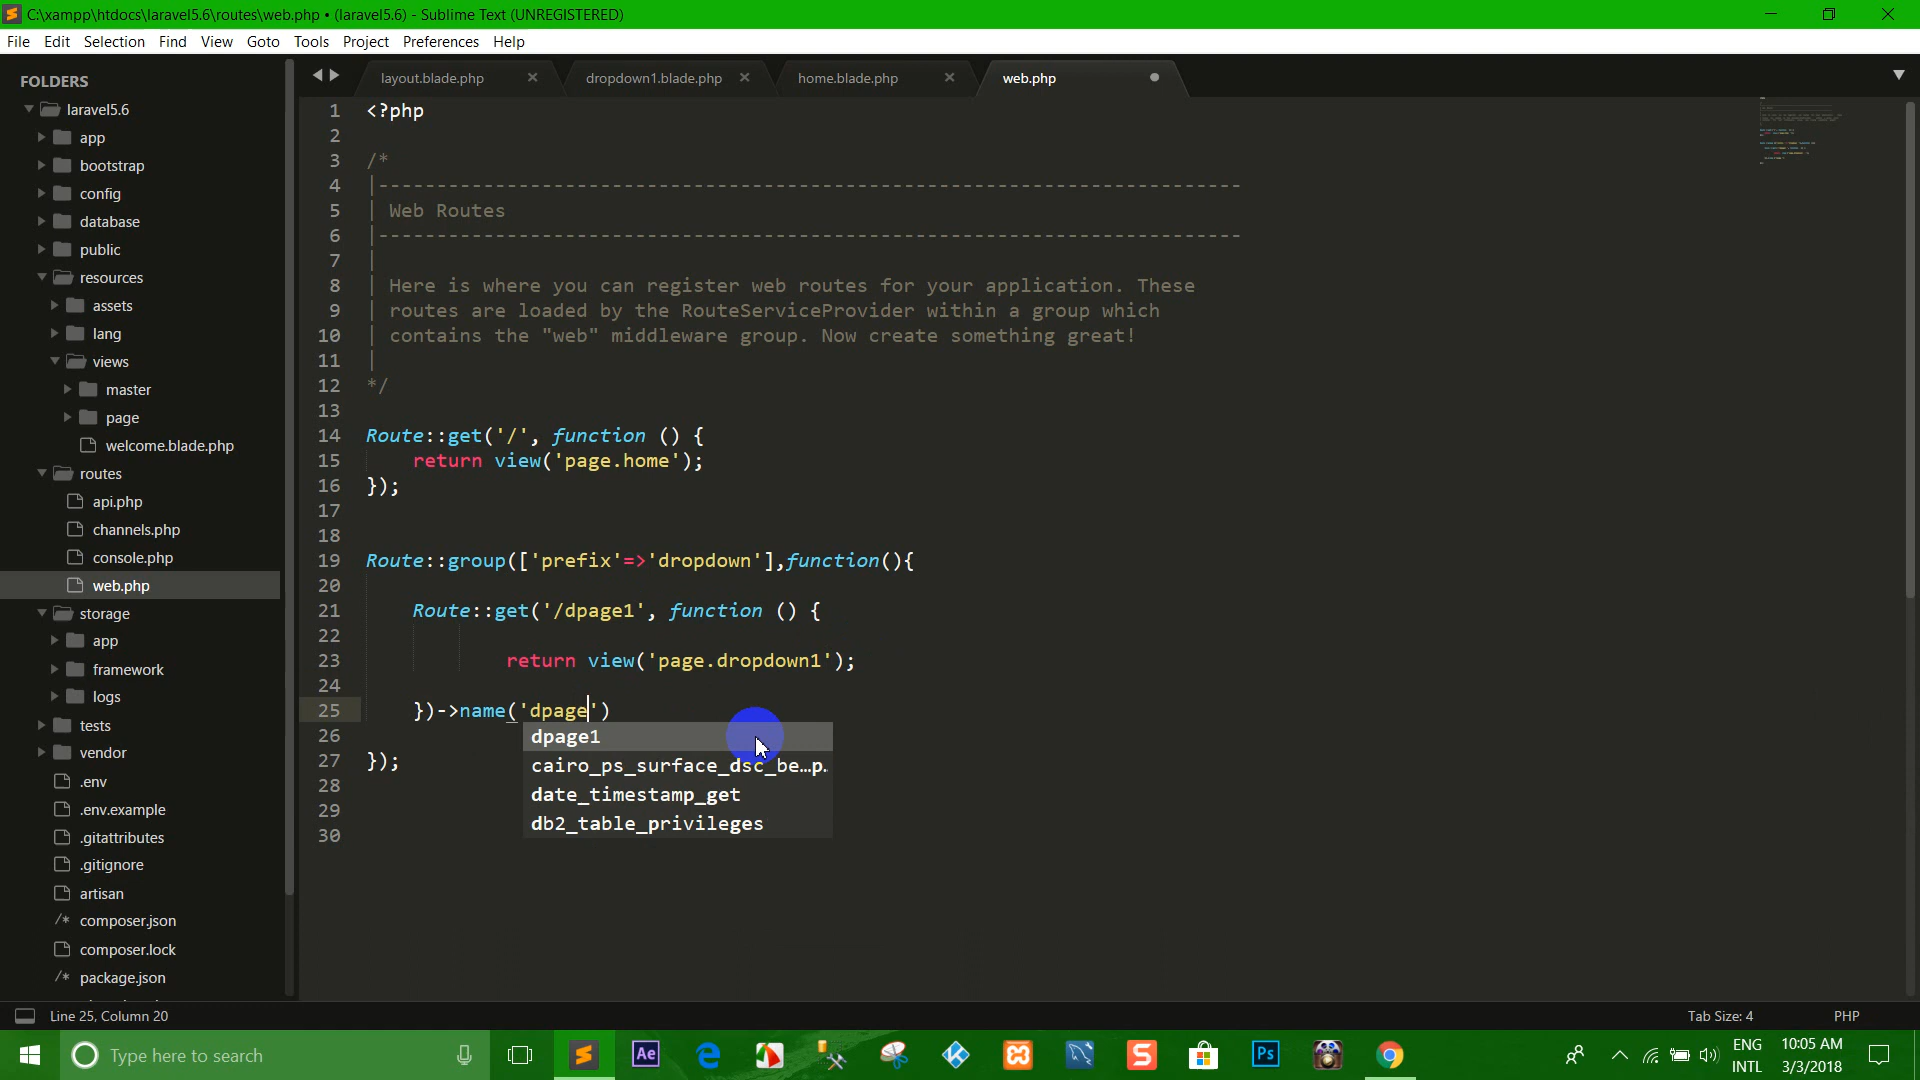 C:\xampp\htdocs\laravel5.6\routes\web.php • (laravel5.6) - Sublime Text (UNREGISTERED)
File Edit Selection Find View Goto Tools Project Preferences Help
FOLDERS
laravel5.6
app
bootstrap
config
database
public
resources
assets
lang
views
master
page
welcome.blade.php
routes
api.php
channels.php
console.php
web.php
storage
app
framework
logs
tests
vendor
.env
.env.example
.gitattributes
.gitignore
artisan
/* composer.json
composer.lock
/* package.json
layout.blade.php dropdown1.blade.php home.blade.php web.php
1 <?php
2
3 /*
4 |--------------------------------------------------------------------------
5 | Web Routes
6 |--------------------------------------------------------------------------
7 |
8 | Here is where you can register web routes for your application. These
9 | routes are loaded by the RouteServiceProvider within a group which
10 | contains the "web" middleware group. Now create something great!
11 |
12 */
13
14 Route::get('/', function () {
15 return view('page.home');
16 });
17
18
19 Route::group(['prefix'=>'dropdown'],function(){
20
21 Route::get('/dpage1', function () {
22
23 return view('page.dropdown1');
24
25 })->name('dpage')
26
27 });
28
29
30
dpage1
cairo_ps_surface_dsc_be…p.
date_timestamp_get
db2_table_privileges
Line 25, Column 20 Tab Size: 4 PHP
Type here to search
Ae
Ps
ENG
INTL
10:05 AM
3/3/2018